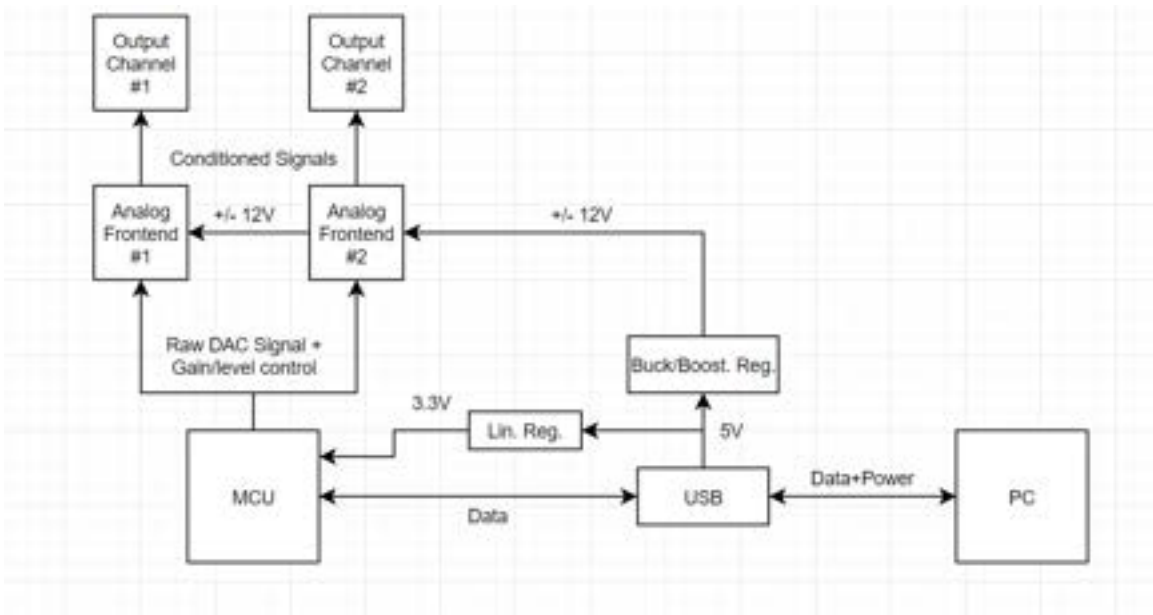 Output
Channel
#1
Output
Channel
#2
Conditioned Signals
Analog
Frontend
#1
+/- 12V
Analog
Frontend
#2
+/- 12V
Raw DAC Signal +
Gain/level control
Buck/Boost. Reg.
3.3V
Lin. Reg.
5V
MCU
Data
USB
Data+Power
PC